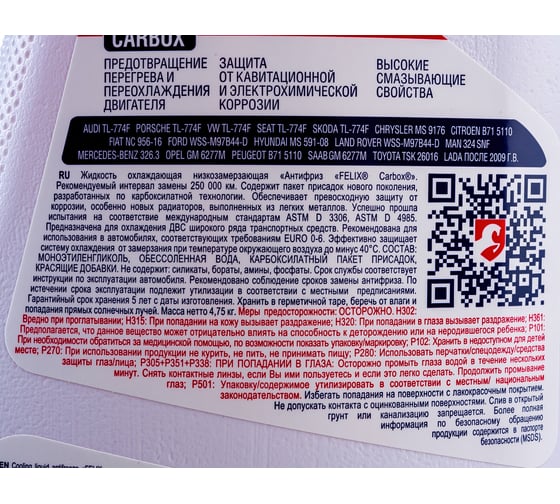 CARBOX
ПРЕДОТВРАЩЕНИЕ ПЕРЕГРЕВА И ПЕРЕОХЛАЖДЕНИЯ ДВИГАТЕЛЯ
ЗАЩИТА ОТ КАВИТАЦИОННОЙ И ЭЛЕКТРОХИМИЧЕСКОЙ КОРРОЗИИ
ВЫСОКИЕ СМАЗЫВАЮЩИЕ СВОЙСТВА
AUDI TL-774F PORSCHE TL-774F VW TL-774F SEAT TL-774F SKODA TL-774F CHRYSLER MS 9176 CITROEN B71 5110
FIAT NC 956-16 FORD WSS-M97B44-D HYUNDAI MS 591-08 LAND ROVER WSS-M97B44-D MAN 324 SNF
MERCEDES-BENZ 326.3 OPEL GM 6277M PEUGEOT B71 5110 SAAB GM 6277M TOYOTA TSK 26016 LADA ПОСЛЕ 2009 Г.В.
RU Жидкость охлаждающая низкозамерзающая «Антифриз «FELIX® Carbox®».
Рекомендуемый интервал замены 250 000 км. Содержит пакет присадок нового поколения,
разработанных по карбоксилатной технологии. Обеспечивает превосходную защиту от
коррозии, особенно новых радиаторов, выполненных из легких металлов. Успешно прошла
испытания на соответствие международным стандартам ASTM D 3306, ASTM D 4985.
Предназначена для охлаждения ДВС широкого ряда транспортных средств. Рекомендована для
использования в автомобилях, соответствующих требованиям EURO 0-6. Эффективно защищает
систему охлаждения от замерзания при температуре окружающего воздуха до минус 40°С. СОСТАВ:
МОНОЭТИЛЕНГЛИКОЛЬ, ОБЕССОЛЕННАЯ ВОДА, КАРБОКСИЛАТНЫЙ ПАКЕТ ПРИСАДОК,
КРАСЯЩИЕ ДОБАВКИ. Не содержит: силикаты, бораты, амины, фосфаты. Срок службы соответствует
инструкции по эксплуатации автомобиля. Рекомендовано соблюдение срока замены антифриза. По
истечении срока эксплуатации подлежит утилизации в соответствии с местными предписаниями.
Гарантийный срок хранения 5 лет с даты изготовления. Хранить в герметичной таре, беречь от влаги и
попадания прямых солнечных лучей. Масса нетто 4,75 кг. Меры предосторожности: ОСТОРОЖНО. H302:
Вредно при проглатывании; H315: При попадании на кожу вызывает раздражение; H320: При попадании в глаза вызывает раздражение; H361:
Предполагается, что данное вещество может отрицательно влиять на способность к деторождению или на неродившегося ребенка; P101:
При необходимости обратиться за медицинской помощью, по возможности показать упаковку/маркировку; P102: Хранить в недоступном для детей
месте; P270: При использовании продукции не курить, не пить, не принимать пищу; P280: Использовать перчатки/спецодежду/средства
защиты глаз/лица; P305+P351+P338: ПРИ ПОПАДАНИИ В ГЛАЗА: Осторожно промыть глаза водой в течение нескольких
минут. Снять контактные линзы, если Вы ими пользуетесь и если это легко сделать. Продолжить промывание
глаз; P501: Упаковку/содержимое утилизировать в соответствии с местным/ национальным
законодательством. Избегать попадания на поверхности с лакокрасочным покрытием.
Не допускать контакта с оцинкованными поверхностями. Слив в открытый
грунт или канализацию запрещается. Более полная
информация по безопасному обращению
продукции содержится в паспорте
безопасности (MSDS).
EN Cooling liquid